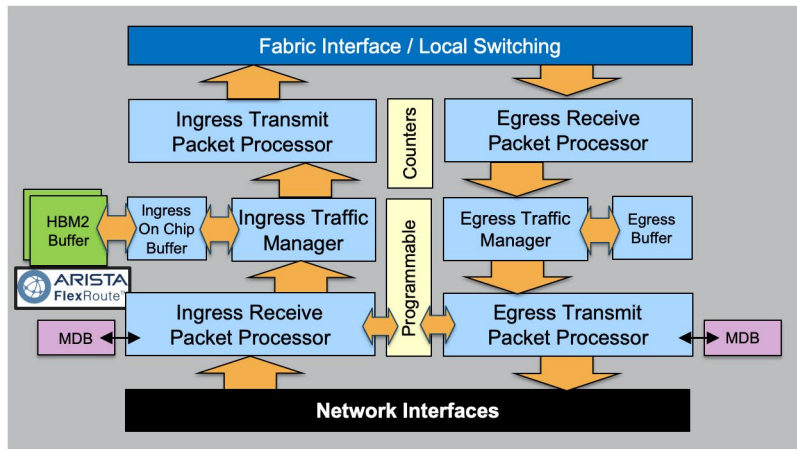 Fabric Interface / Local Switching
Ingress Transmit
Packet Processor
Counters
Egress Receive
Packet Processor
HBM2
Buffer
Ingress
On Chip
Buffer
Ingress Traffic
Manager
Programmable
Egress Traffic
Manager
Egress
Buffer
ARISTA
FlexRoute™
MDB
Ingress Receive
Packet Processor
Egress Transmit
Packet Processor
MDB
Network Interfaces